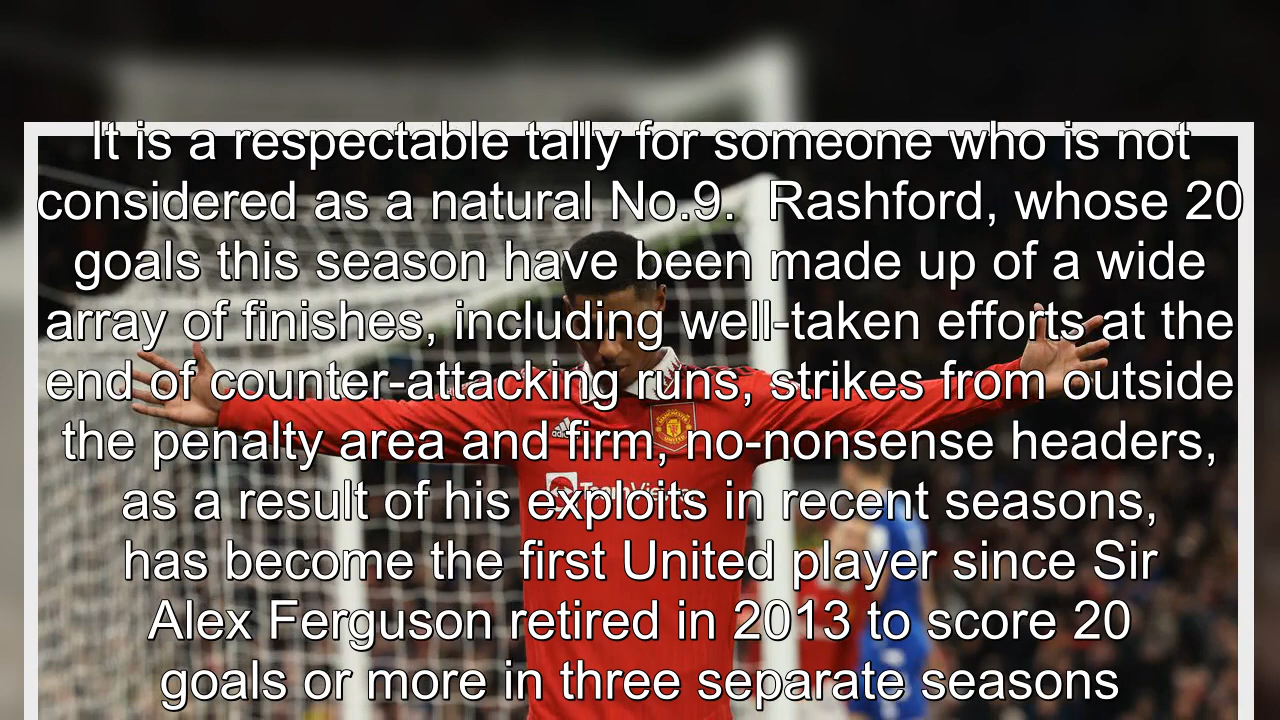 It is a respectable tally for someone who is not
considered as a natural No.9.  Rashford, whose 20
goals this season have been made up of a wide
array of finishes, including well-taken efforts at the
end of counter-attacking runs, strikes from outside
the penalty area and firm, no-nonsense headers,
as a result of his exploits in recent seasons,
has become the first United player since Sir
Alex Ferguson retired in 2013 to score 20
goals or more in three separate seasons